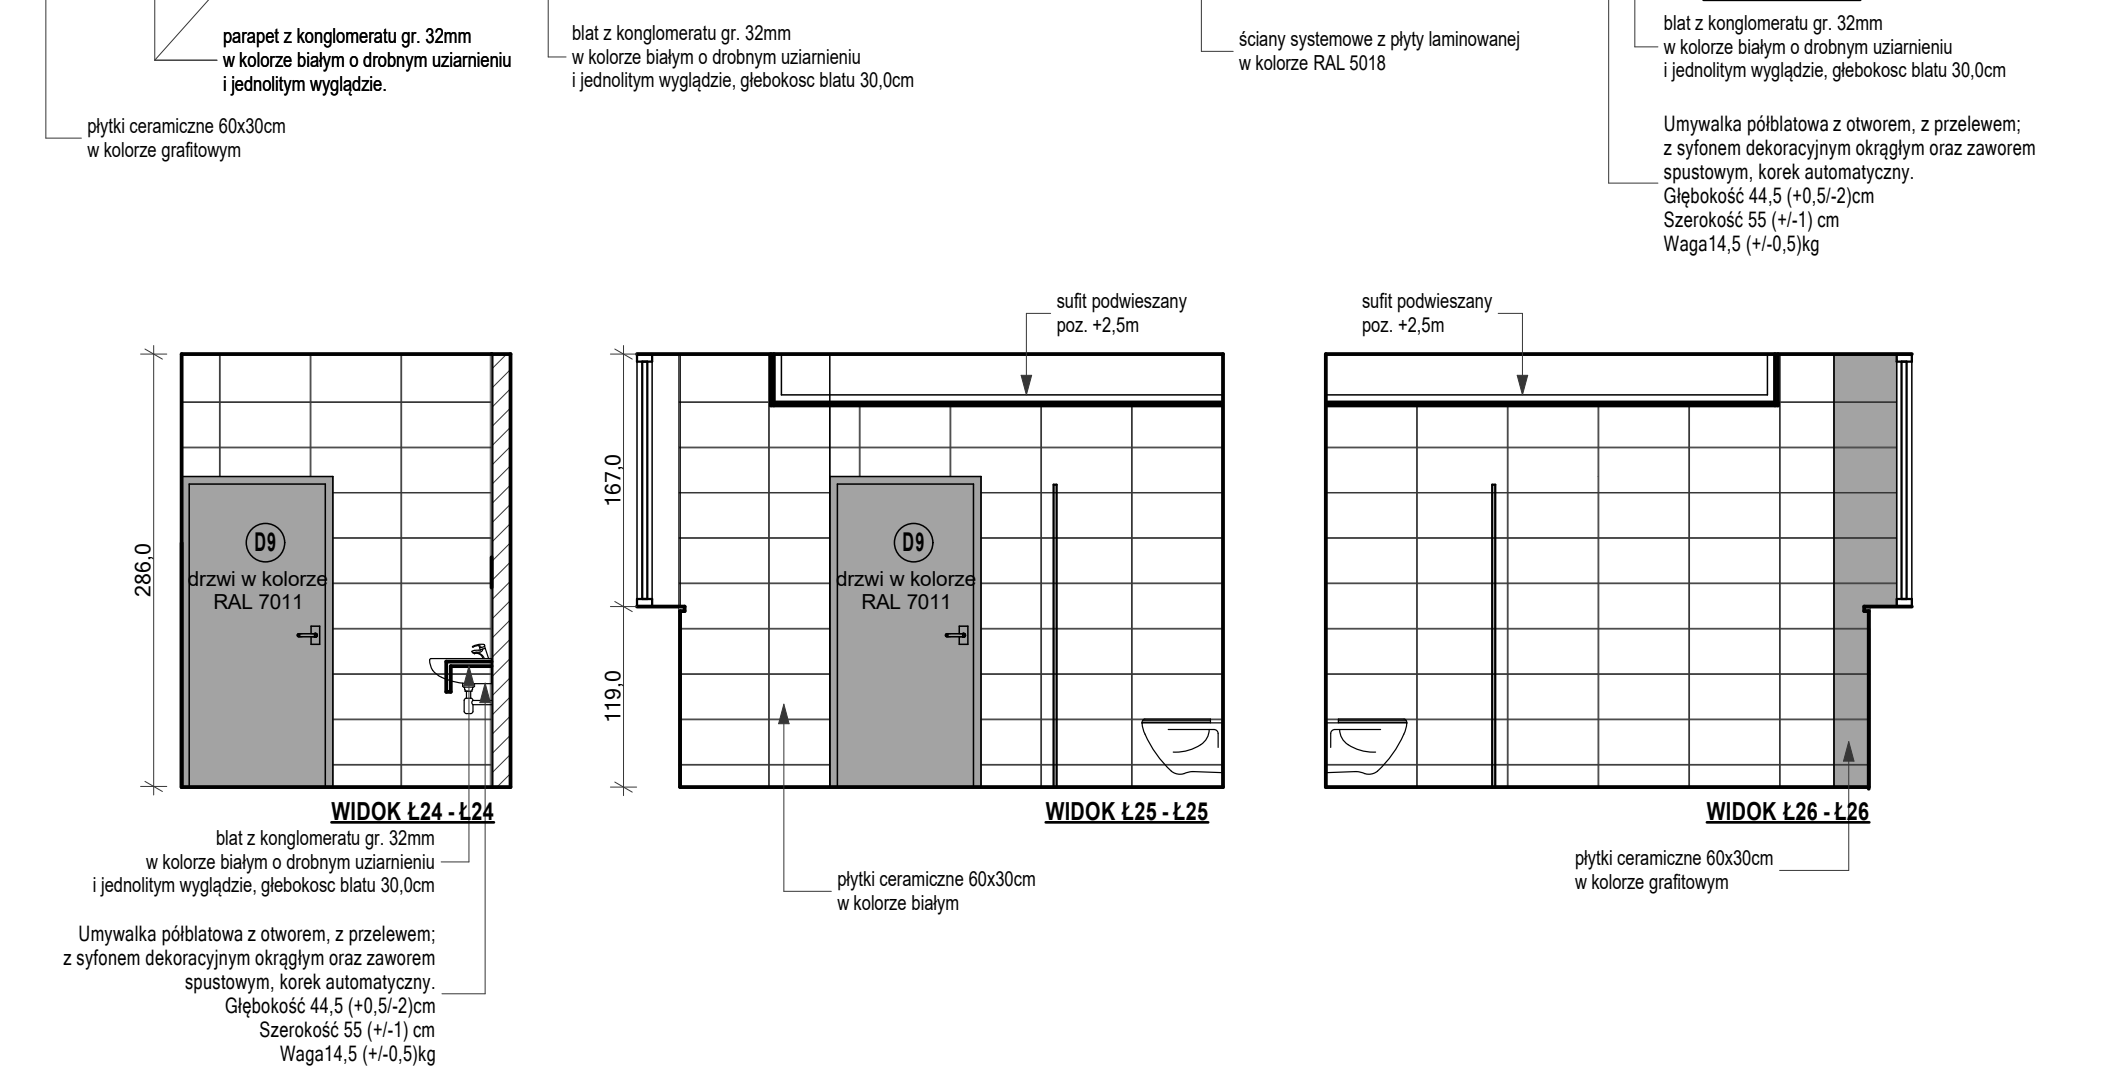 parapet z konglomeratu gr. 32mm
w kolorze białym o drobnym uziarnieniu
i jednolitym wyglądzie.
płytki ceramiczne 60x30cm
w kolorze grafitowym
blat z konglomeratu gr. 32mm
w kolorze białym o drobnym uziarnieniu
i jednolitym wyglądzie, głebokosc blatu 30,0cm
ściany systemowe z płyty laminowanej
w kolorze RAL 5018
blat z konglomeratu gr. 32mm
w kolorze białym o drobnym uziarnieniu
i jednolitym wyglądzie, głebokosc blatu 30,0cm
Umywalka półblatowa z otworem, z przelewem;
z syfonem dekoracyjnym okrągłym oraz zaworem
spustowym, korek automatyczny.
Głębokość 44,5 (+0,5/-2)cm
Szerokość 55 (+/-1) cm
Waga14,5 (+/-0,5)kg
286,0
D9
drzwi w kolorze
RAL 7011
WIDOK Ł24 - Ł24
blat z konglomeratu gr. 32mm
w kolorze białym o drobnym uziarnieniu
i jednolitym wyglądzie, głebokosc blatu 30,0cm
Umywalka półblatowa z otworem, z przelewem;
z syfonem dekoracyjnym okrągłym oraz zaworem
spustowym, korek automatyczny.
Głębokość 44,5 (+0,5/-2)cm
Szerokość 55 (+/-1) cm
Waga14,5 (+/-0,5)kg
sufit podwieszany
poz. +2,5m
167,0
119,0
D9
drzwi w kolorze
RAL 7011
WIDOK Ł25 - Ł25
płytki ceramiczne 60x30cm
w kolorze białym
sufit podwieszany
poz. +2,5m
WIDOK Ł26 - Ł26
płytki ceramiczne 60x30cm
w kolorze grafitowym